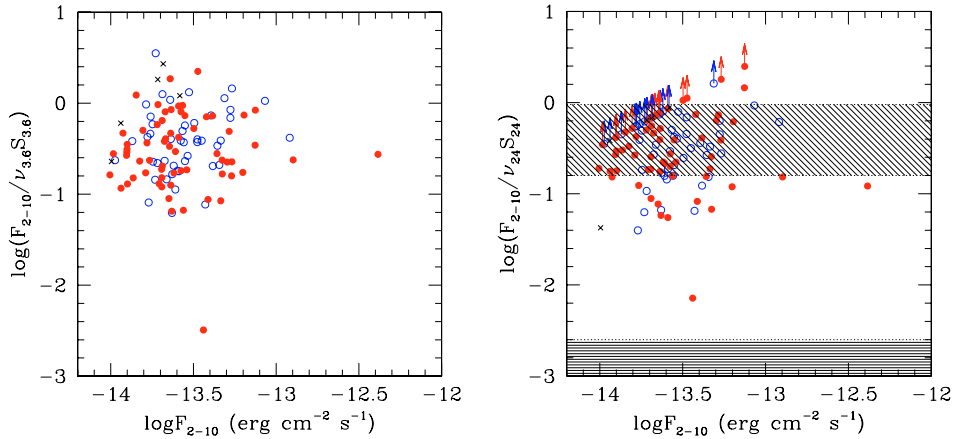 1
0
−1
−2
−3
log(F2−10/ν3.6S3.6)
−14 −13.5 −13 −12.5 −12
logF2−10 (erg cm−2 s−1)
1
0
−1
−2
−3
log(F2−10/ν24S24)
−14 −13.5 −13 −12.5 −12
logF2−10 (erg cm−2 s−1)